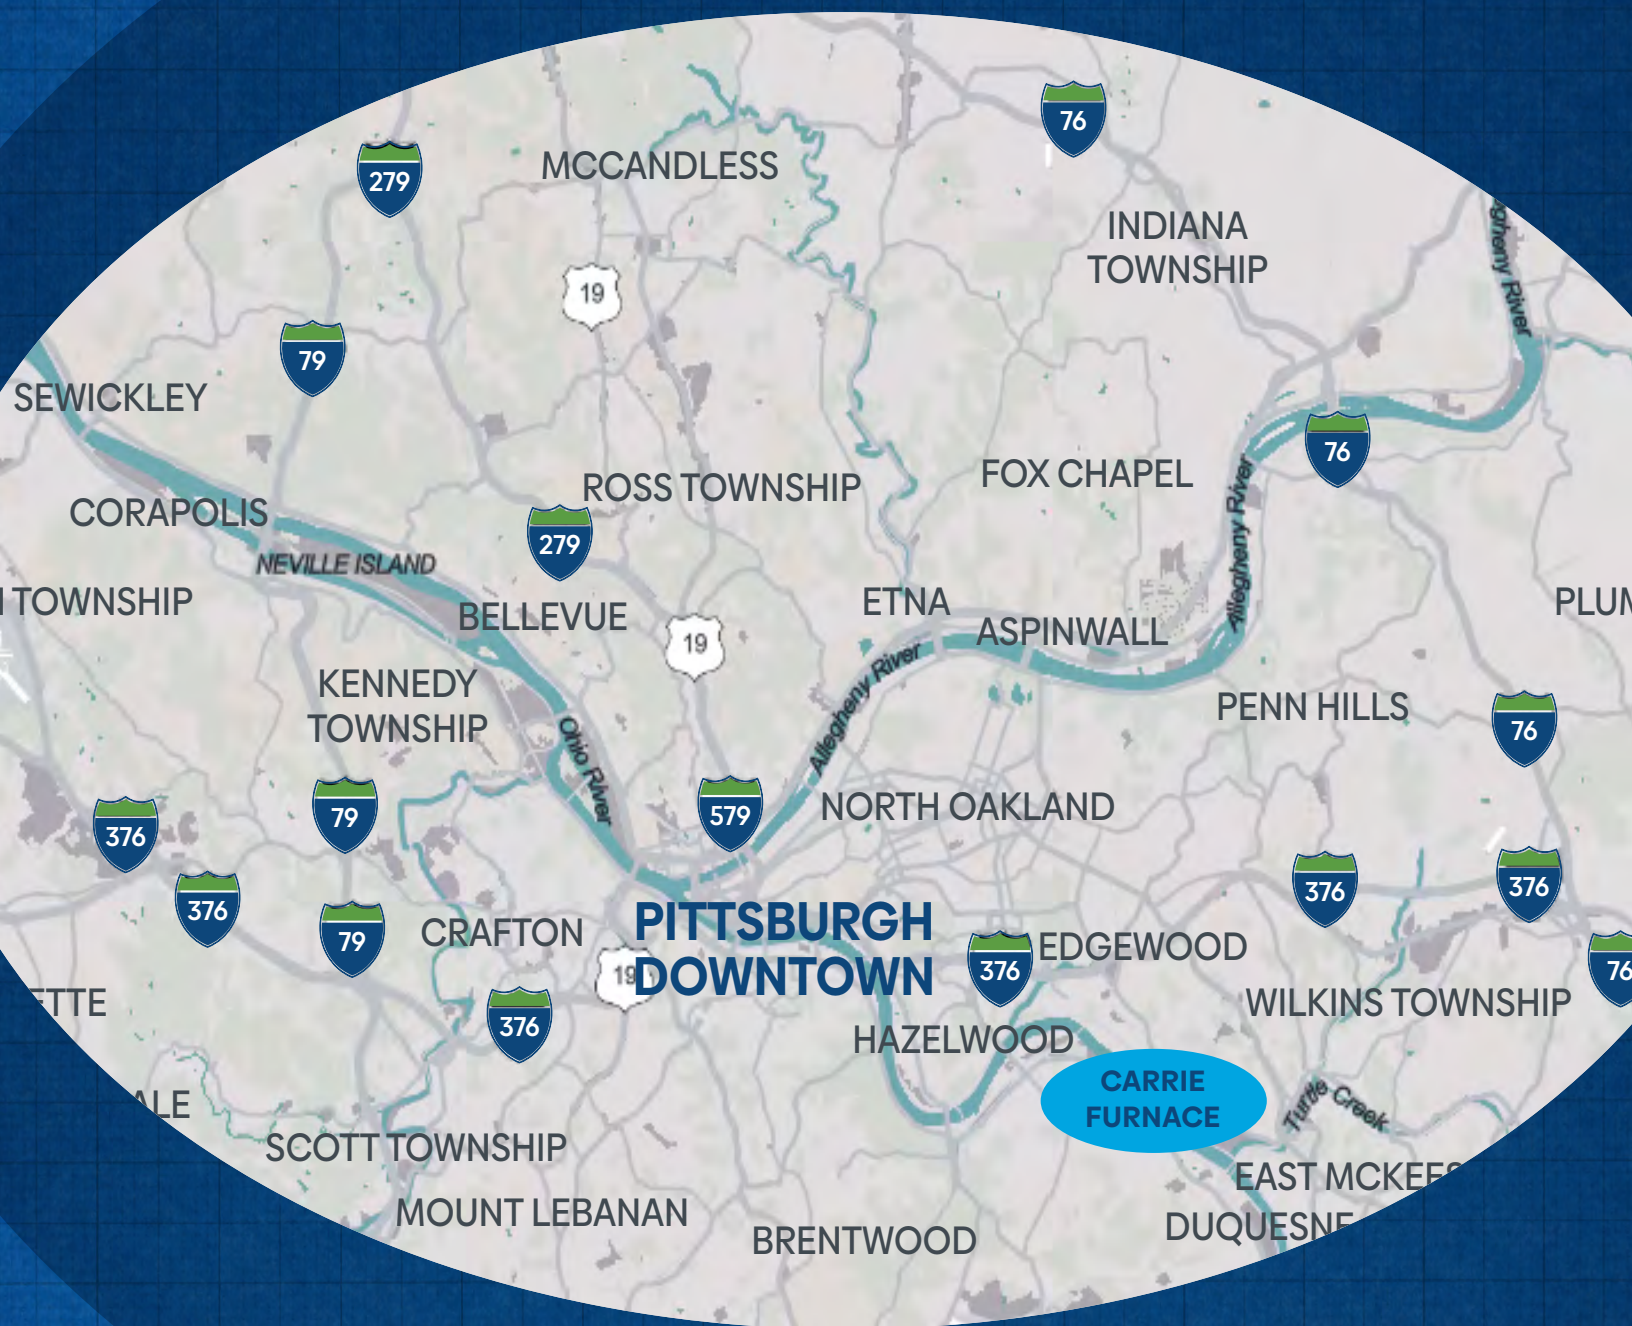 76
279
MCCANDLESS
INDIANA
TOWNSHIP
19
River
79
SEWICKLEY
76
FOX CHAPEL
ROSS TOWNSHIP
CORAPOLIS
279
NEVILLE ISLAND
Allegheny River
TOWNSHIP
BELLEVUE
ETNA
ASPINWALL
19
KENNEDY
TOWNSHIP
Allegheny River
PENN HILLS
76
Ohio River
79
579
NORTH OAKLAND
376
376
79
CRAFTON
PITTSBURGH
DOWNTOWN
19
376
EDGEWOOD
376
376
76
WILKINS TOWNSHIP
376
HAZELWOOD
CARRIE
FURNACE
Turtle Creek
SCOTT TOWNSHIP
EAST
MOUNT LEBANAN
DUQUESNE
BRENTWOOD